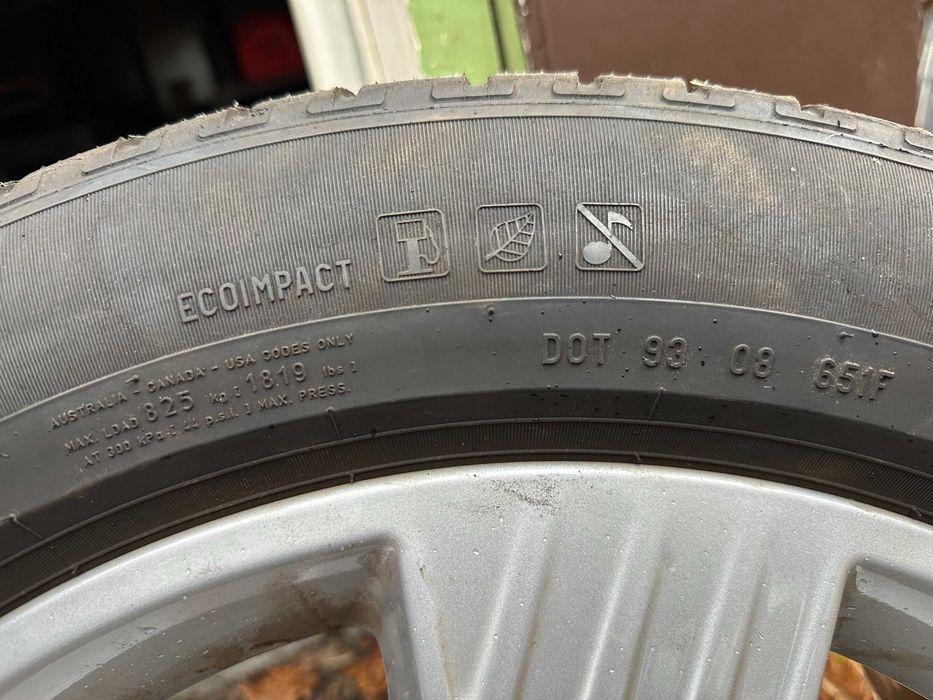 ECOIMPACT
AUSTRALIA - CANADA - USA CODES ONLY
MAX. LOAD 825 kg [ 1819 lbs ]
AT 300 kPa [ 44 p.s.i. ] MAX. PRESS.
DOT 93 08 651F